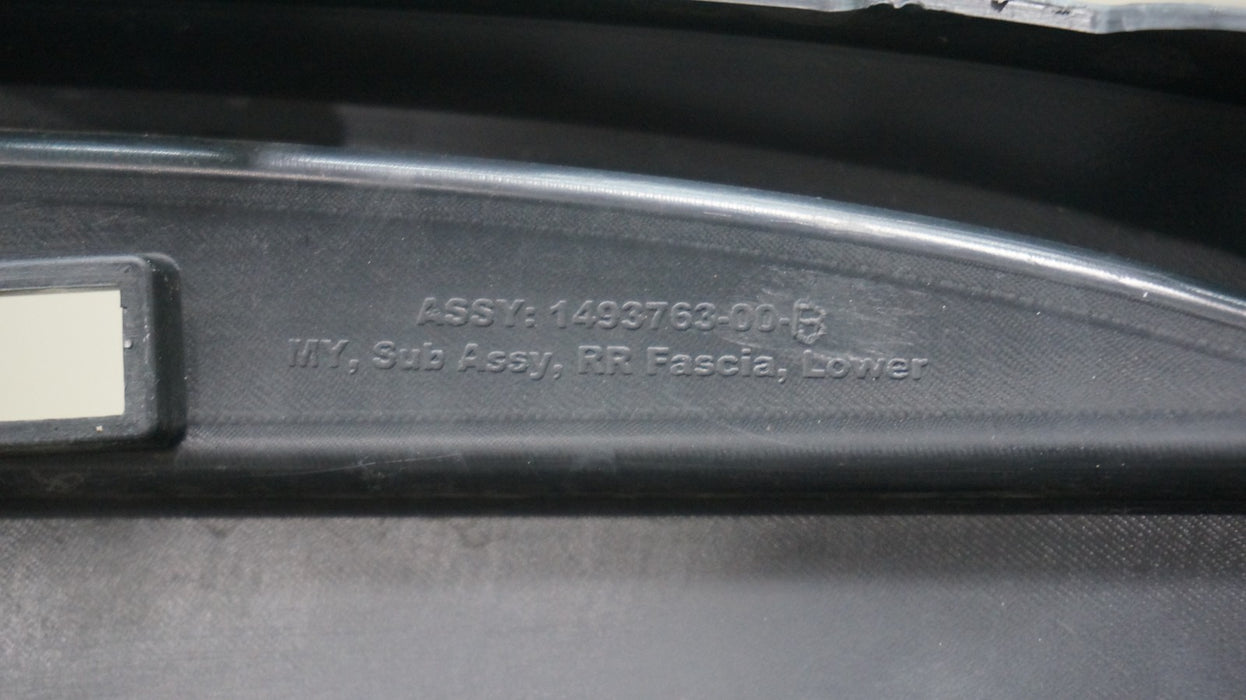 ASSY: 1493763-00-B
MY, Sub Assy, RR Fascia, Lower